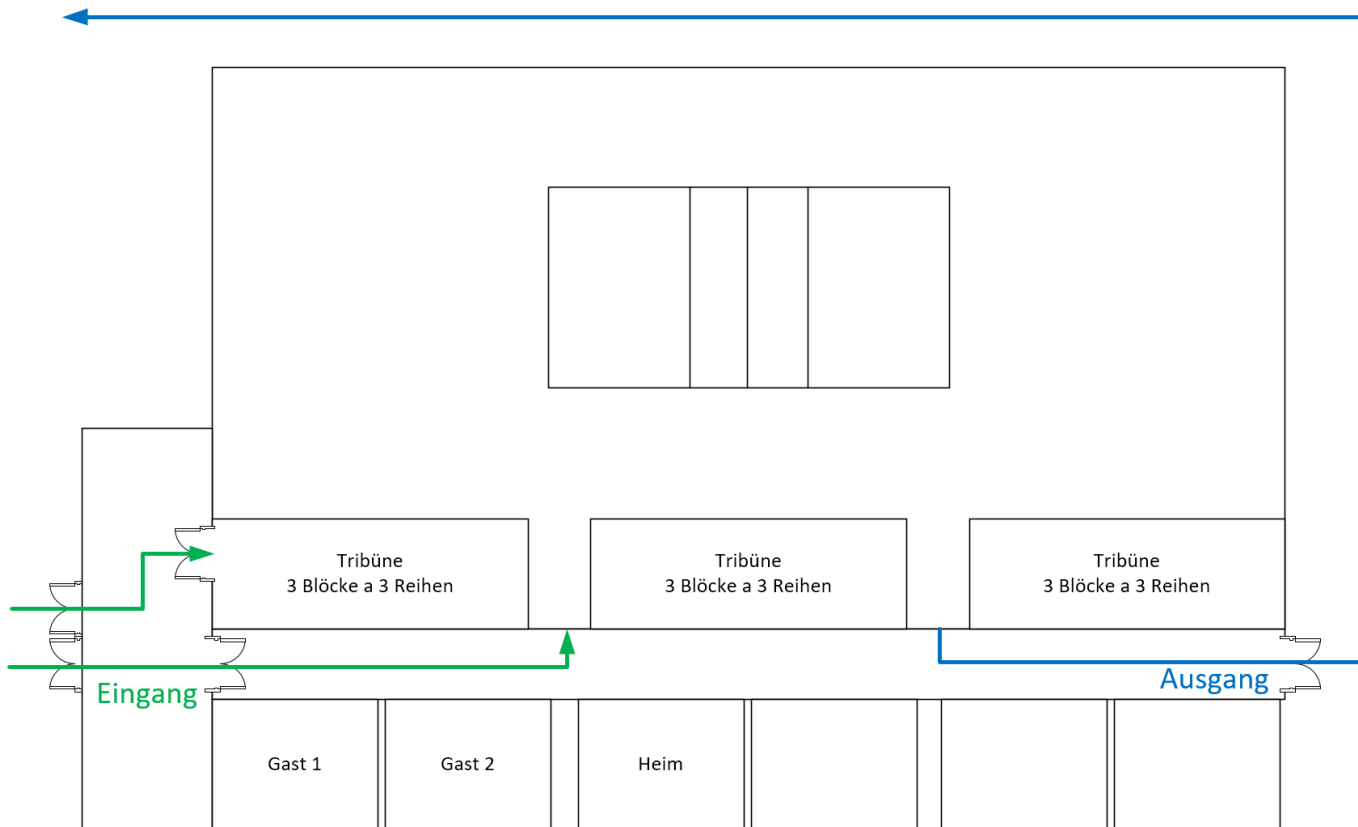 Tribüne
3 Blöcke a 3 Reihen
Tribüne
3 Blöcke a 3 Reihen
Tribüne
3 Blöcke a 3 Reihen
Eingang
Ausgang
Gast 1
Gast 2
Heim